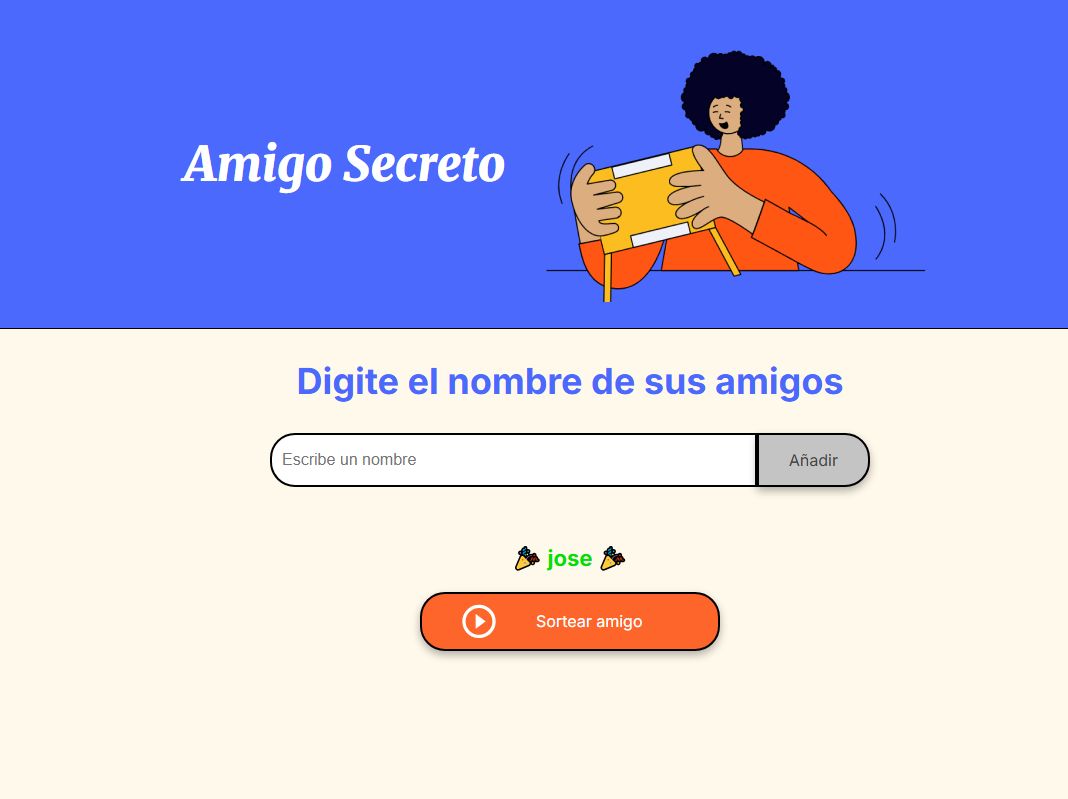 Amigo Secreto
Digite el nombre de sus amigos
Escribe un nombre
Añadir
🎉 jose 🎉
Sortear amigo